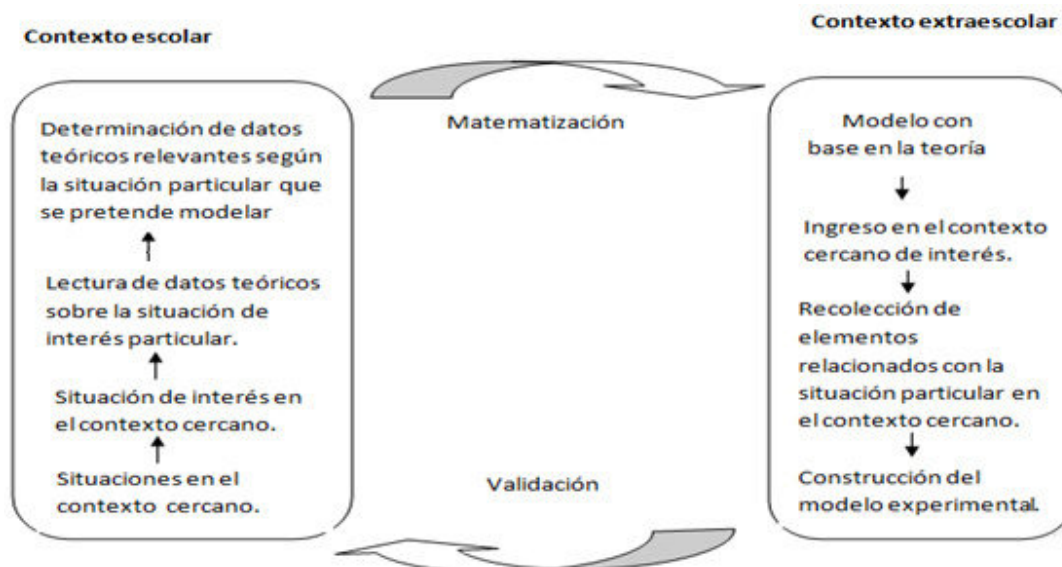 Contexto escolar
Determinación de datos
teóricos relevantes según
la situación particular que
se pretende modelar
Lectura de datos teóricos
sobre la situación de
interés particular.
Situación de interés en
el contexto cercano.
Situaciones en el
contexto cercano.
Matematización
Validación
Contexto extraescolar
Modelo con
base en la teoría
Ingreso en el contexto
cercano de interés.
Recolección de
elementos
relacionados con la
situación particular en
el contexto cercano.
Construcción del
modelo experimental.